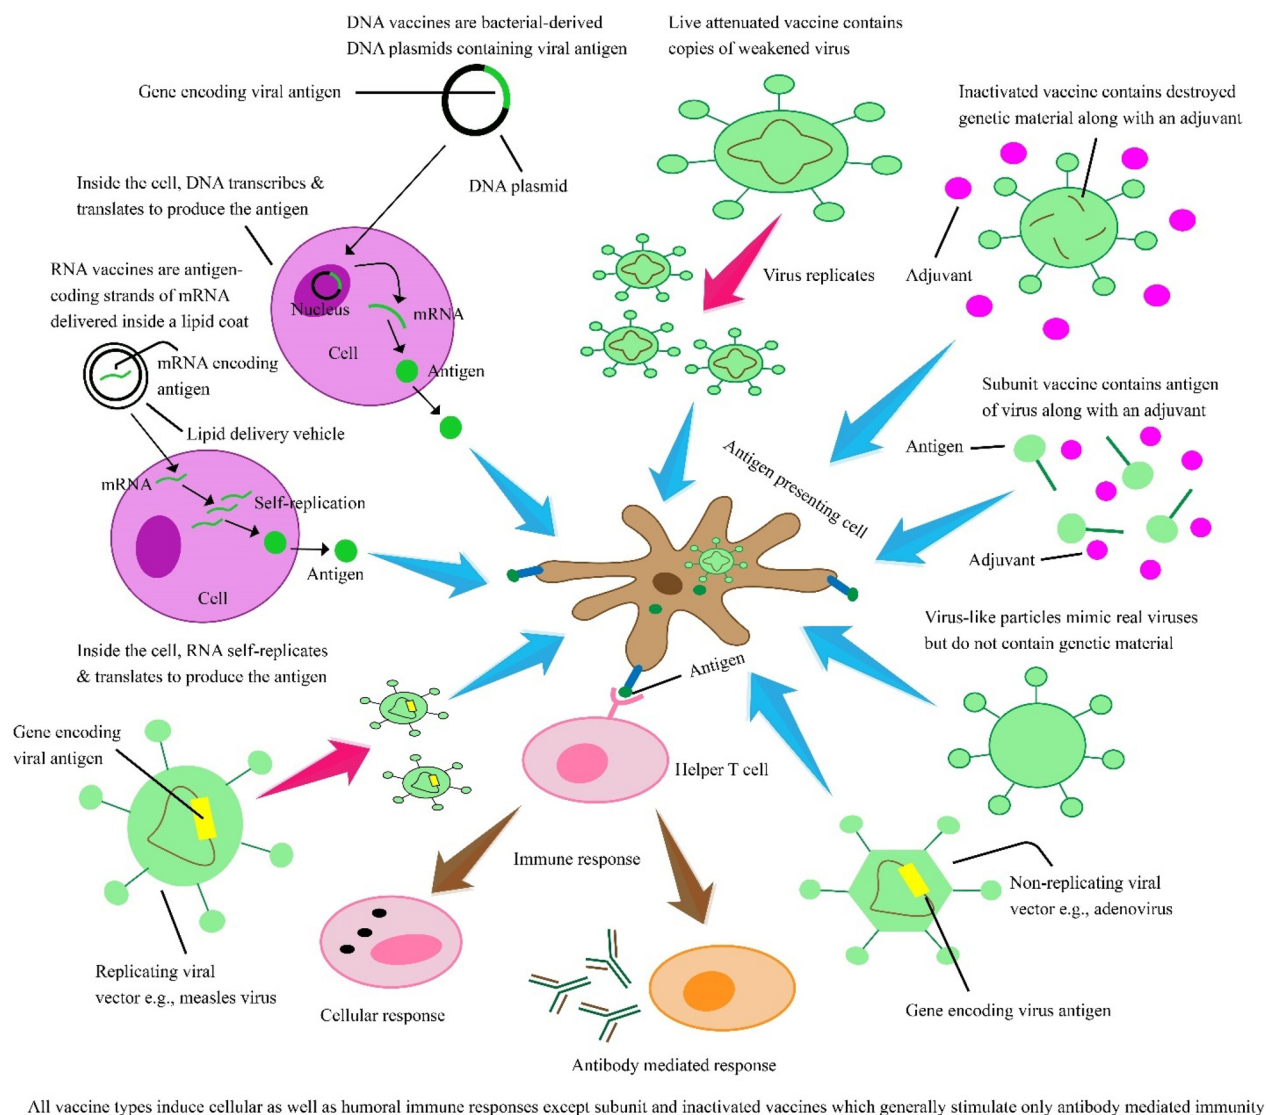 DNA vaccines are bacterial-derived
DNA plasmids containing viral antigen
Gene encoding viral antigen
DNA plasmid
Live attenuated vaccine contains
copies of weakened virus
Virus replicates
Inactivated vaccine contains destroyed
genetic material along with an adjuvant
Adjuvant
Inside the cell, DNA transcribes &
translates to produce the antigen
Nucleus
mRNA
Cell
Antigen
RNA vaccines are antigen-
coding strands of mRNA
delivered inside a lipid coat
mRNA encoding
antigen
Lipid delivery vehicle
mRNA
Self-replication
Antigen
Cell
Inside the cell, RNA self-replicates
& translates to produce the antigen
Subunit vaccine contains antigen
of virus along with an adjuvant
Antigen
Adjuvant
Antigen presenting cell
Virus-like particles mimic real viruses
but do not contain genetic material
Antigen
Helper T cell
Gene encoding
viral antigen
Replicating viral
vector e.g., measles virus
Immune response
Cellular response
Antibody mediated response
Non-replicating viral
vector e.g., adenovirus
Gene encoding virus antigen
All vaccine types induce cellular as well as humoral immune responses except subunit and inactivated vaccines which generally stimulate only antibody mediated immunity